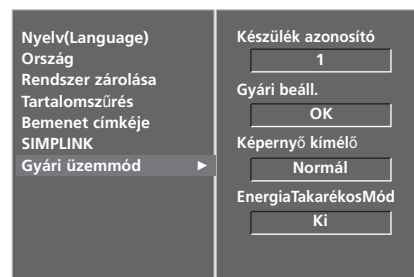 Nyelv(Language)
Ország
Rendszer zárolása
Tartalomszűrés
Bemenet címkéje
SIMPLINK
Gyári üzemmód ►
Készülék azonosító
1
Gyári beáll.
OK
Képernyő kímélő
Normál
EnergiaTakarékosMód
Ki